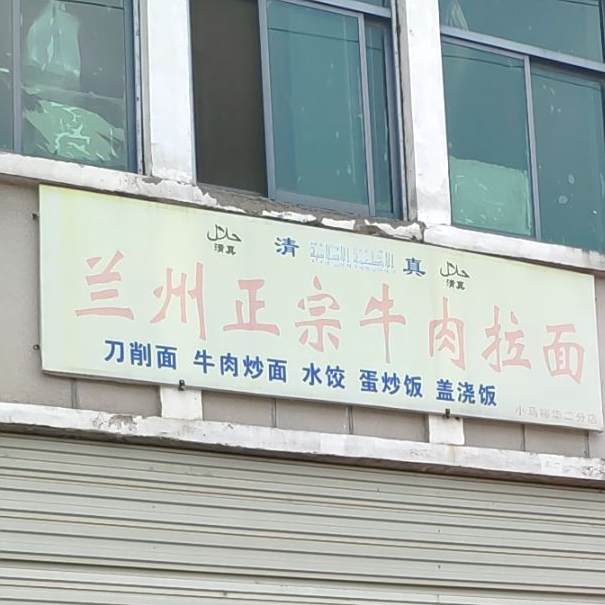 حلال 清真 清 真 حلال 清真
兰州正宗牛肉拉面
刀削面 牛肉炒面 水饺 蛋炒饭 盖浇饭